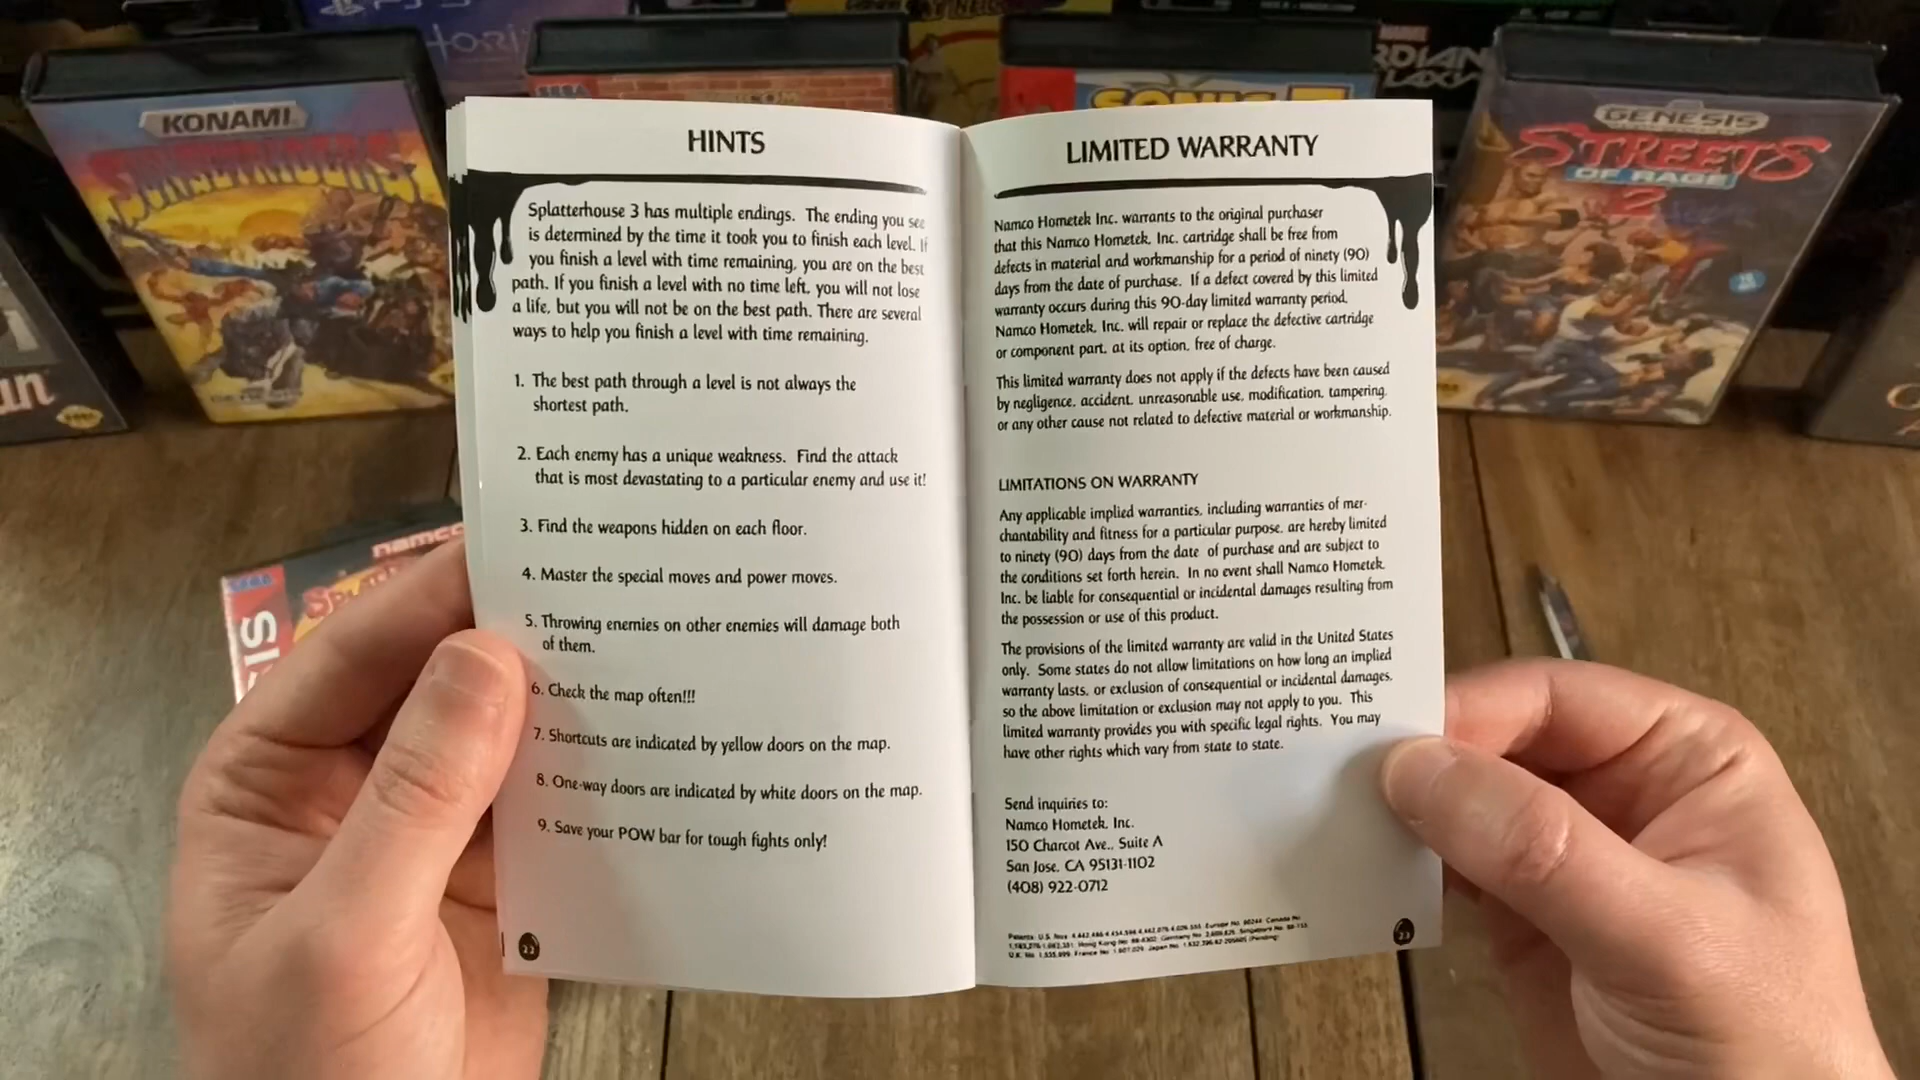 KONAMI
SUNSETRIDERS
GENESIS
SEGA
GENESIS
STREETS
OF RAGE
2
namco
SEGA
HINTS
Splatterhouse 3 has multiple endings. The ending you see
is determined by the time it took you to finish each level. If
you finish a level with time remaining, you are on the best
path. If you finish a level with no time left, you will not lose
a life, but you will not be on the best path. There are several
ways to help you finish a level with time remaining.
1. The best path through a level is not always the
shortest path.
2. Each enemy has a unique weakness. Find the attack
that is most devastating to a particular enemy and use it!
3. Find the weapons hidden on each floor.
4. Master the special moves and power moves.
5. Throwing enemies on other enemies will damage both
of them.
6. Check the map often!!!
7. Shortcuts are indicated by yellow doors on the map.
8. One-way doors are indicated by white doors on the map.
9. Save your POW bar for tough fights only!
22
LIMITED WARRANTY
Namco Hometek Inc. warrants to the original purchaser
that this Namco Hometek, Inc. cartridge shall be free from
defects in material and workmanship for a period of ninety (90)
days from the date of purchase. If a defect covered by this limited
warranty occurs during this 90-day limited warranty period,
Namco Hometek, Inc. will repair or replace the defective cartridge
or component part, at its option, free of charge.
This limited warranty does not apply if the defects have been caused
by negligence, accident, unreasonable use, modification, tampering,
or any other cause not related to defective material or workmanship.
LIMITATIONS ON WARRANTY
Any applicable implied warranties, including warranties of mer-
chantability and fitness for a particular purpose, are hereby limited
to ninety (90) days from the date of purchase and are subject to
the conditions set forth herein. In no event shall Namco Hometek,
Inc. be liable for consequential or incidental damages resulting from
the possession or use of this product.
The provisions of the limited warranty are valid in the United States
only. Some states do not allow limitations on how long an implied
warranty lasts, or exclusion of consequential or incidental damages,
so the above limitation or exclusion may not apply to you. This
limited warranty provides you with specific legal rights. You may
have other rights which vary from state to state.
Send inquiries to:
Namco Hometek, Inc.
150 Charcot Ave., Suite A
San Jose, CA 95131-1102
(408) 922-0712
23